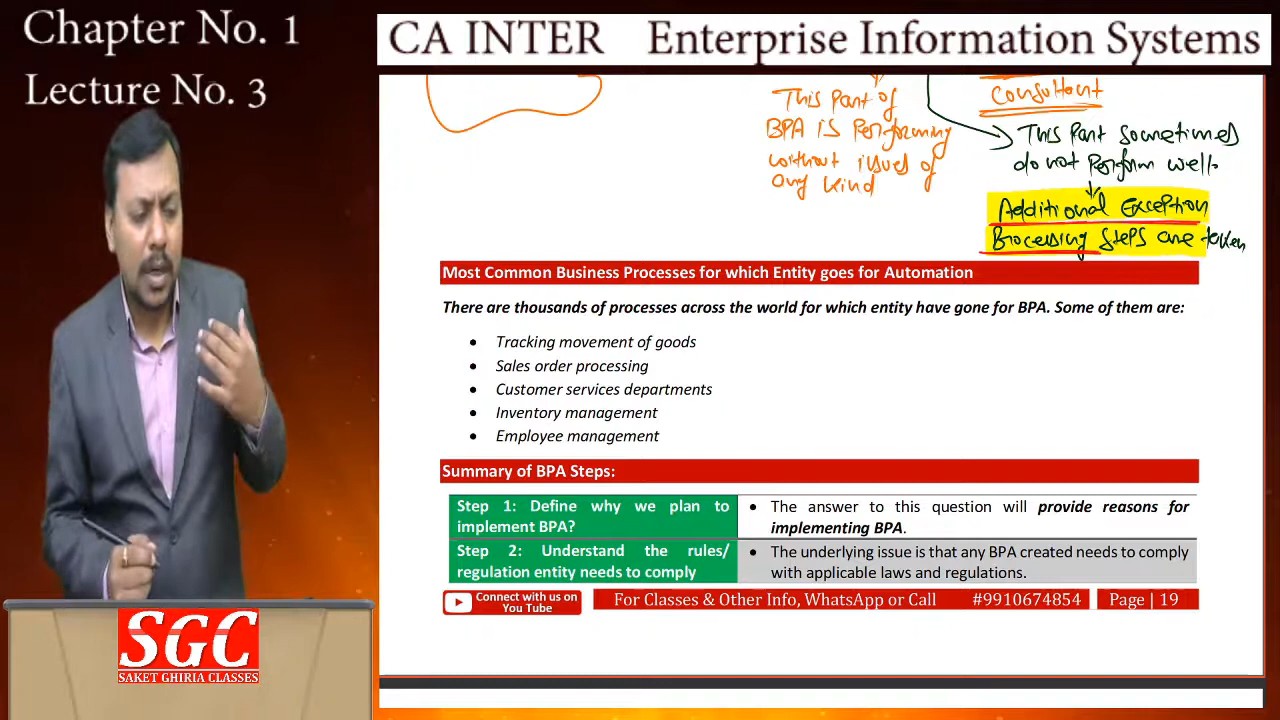 Chapter No. 1
Lecture No. 3
CA INTER Enterprise Information Systems
This Part of
BPA is Performing
without issues of
any kind
Consultant
This Part sometimes
do not Perform well.
Additional Exception
Processing Steps are taken
Most Common Business Processes for which Entity goes for Automation
There are thousands of processes across the world for which entity have gone for BPA. Some of them are:
• Tracking movement of goods
• Sales order processing
• Customer services departments
• Inventory management
• Employee management
Summary of BPA Steps:
Step 1: Define why we plan to
implement BPA?
• The answer to this question will provide reasons for
implementing BPA.
Step 2: Understand the rules/
regulation entity needs to comply
• The underlying issue is that any BPA created needs to comply
with applicable laws and regulations.
Connect with us on
You Tube
For Classes & Other Info, WhatsApp or Call #9910674854
Page | 19
SGC
SAKET GHIRIA CLASSES